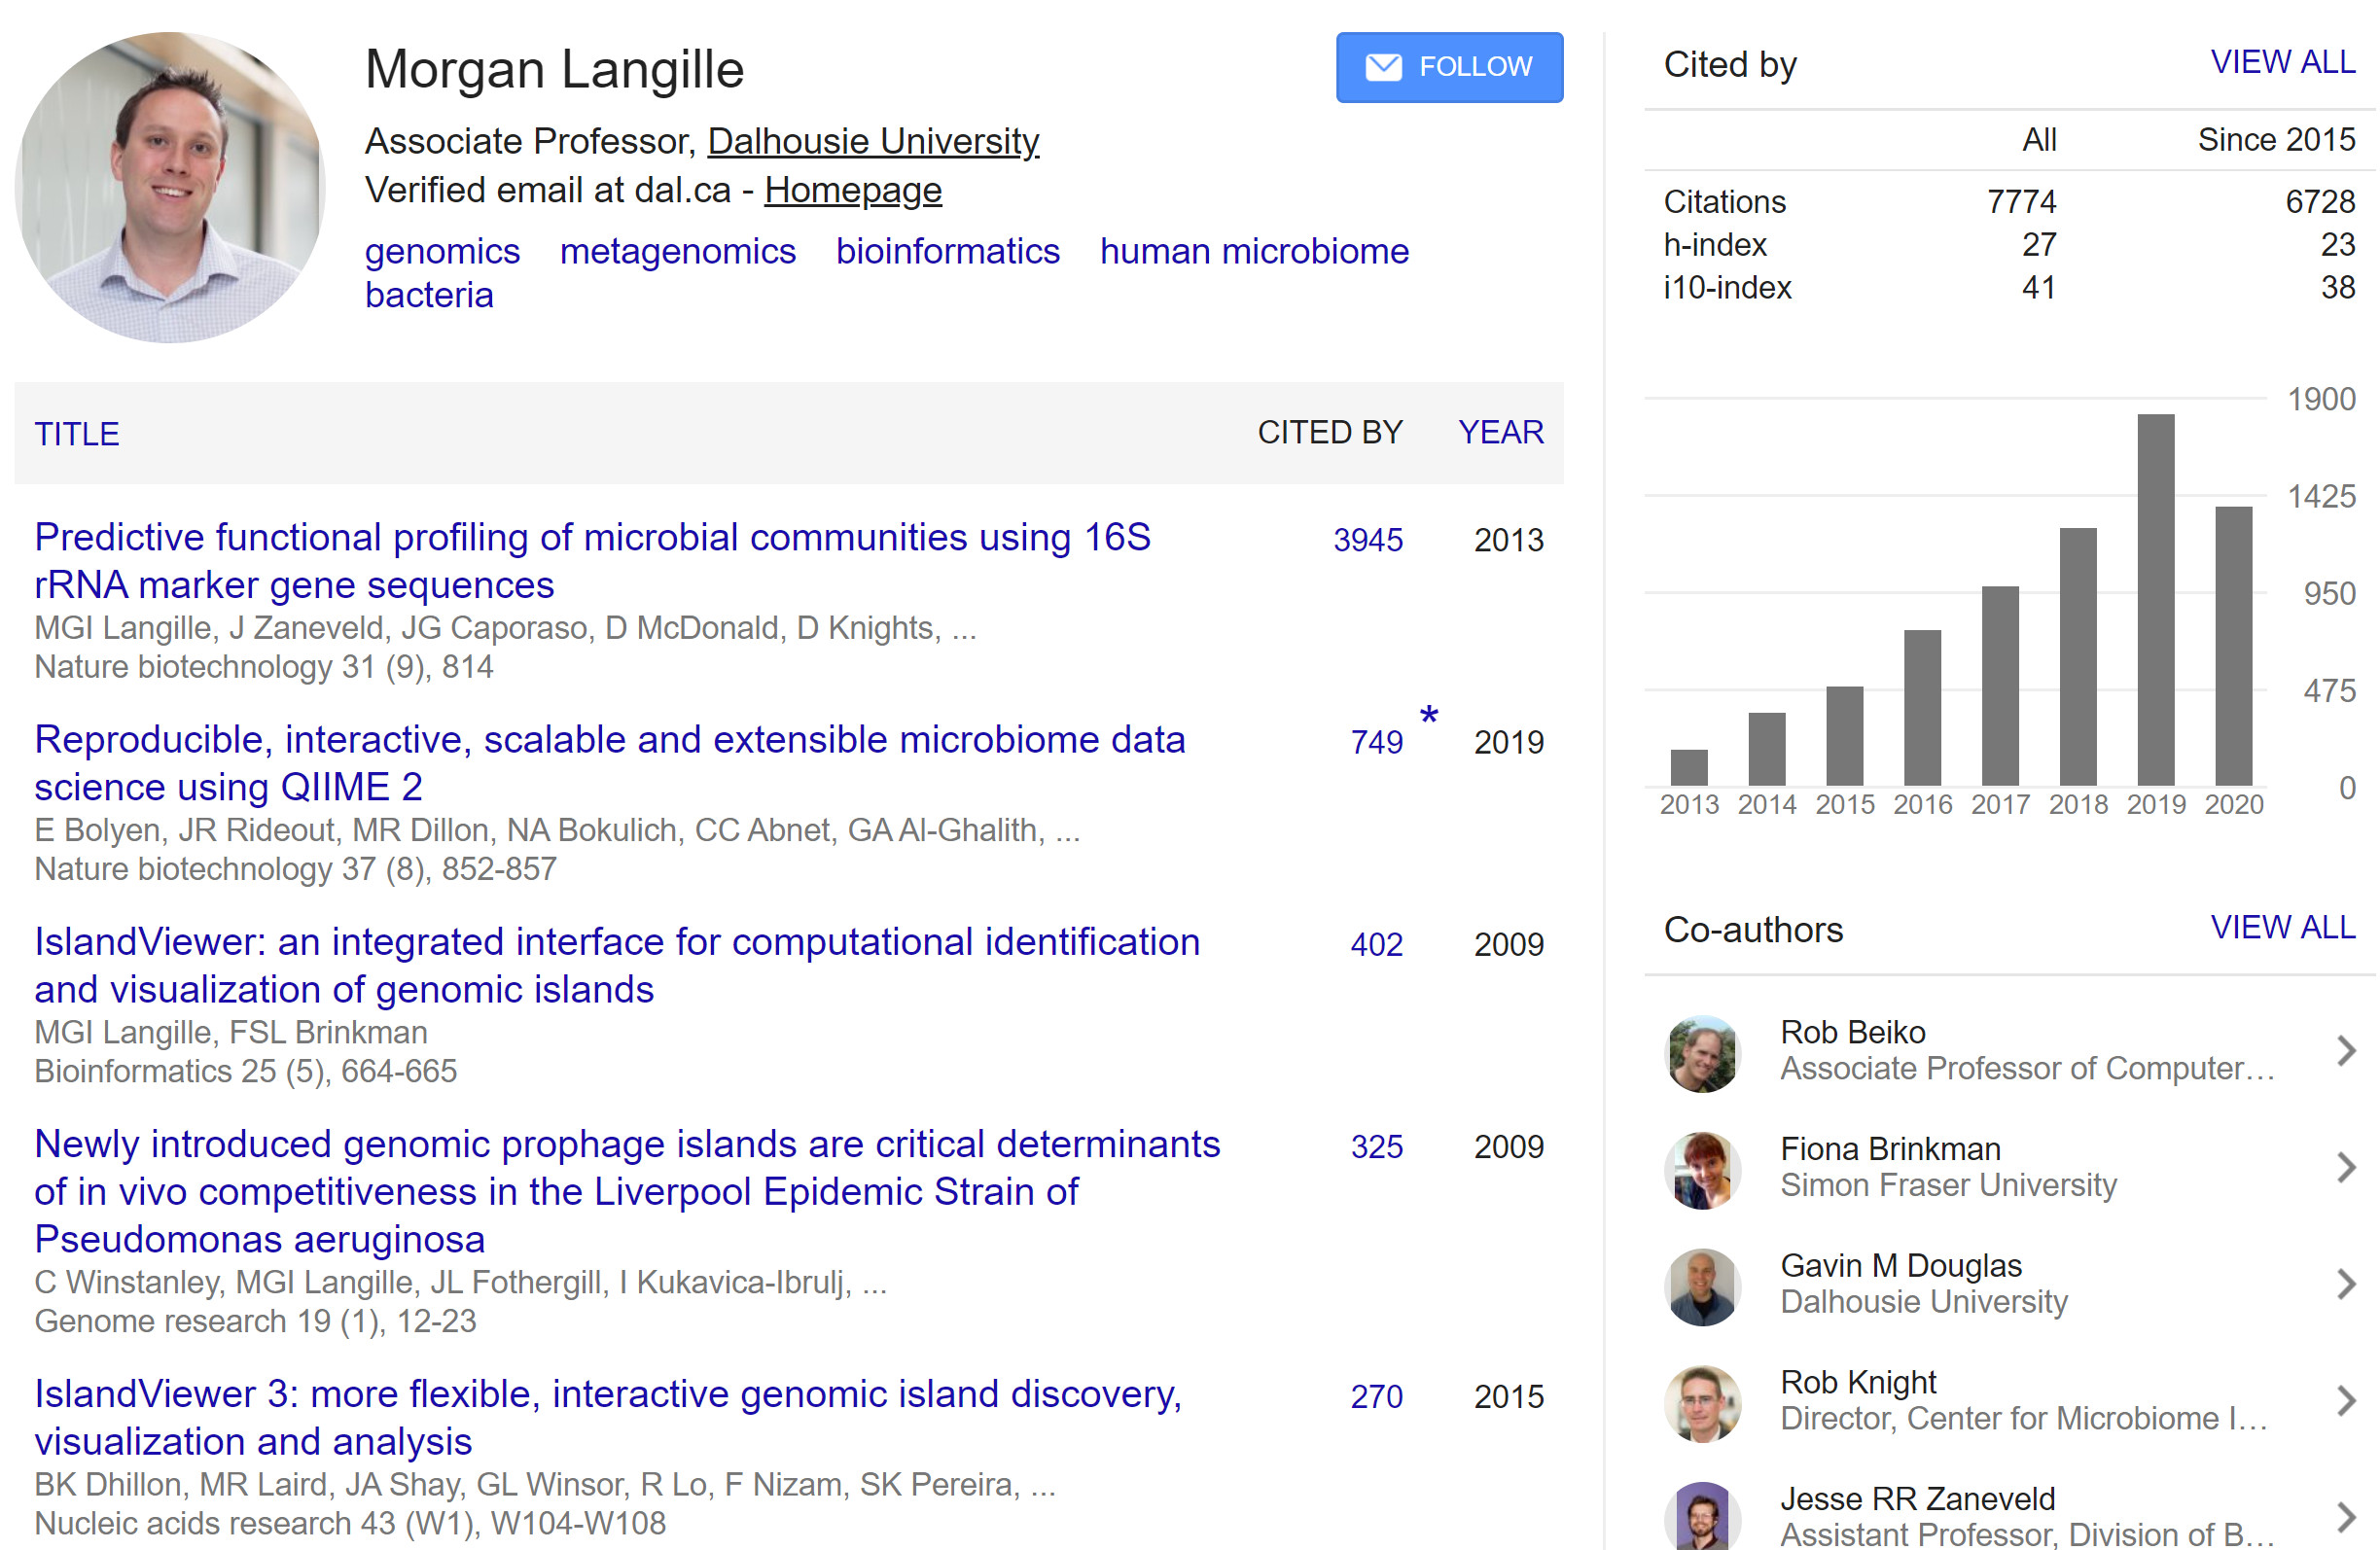 Morgan Langille
FOLLOW
Associate Professor, Dalhousie University
Verified email at dal.ca - Homepage
genomics metagenomics bioinformatics human microbiome
bacteria
TITLE CITED BY YEAR
Predictive functional profiling of microbial communities using 16S 3945 2013
rRNA marker gene sequences
MGI Langille, J Zaneveld, JG Caporaso, D McDonald, D Knights, ...
Nature biotechnology 31 (9), 814
Reproducible, interactive, scalable and extensible microbiome data 749 * 2019
science using QIIME 2
E Bolyen, JR Rideout, MR Dillon, NA Bokulich, CC Abnet, GA Al-Ghalith, ...
Nature biotechnology 37 (8), 852-857
IslandViewer: an integrated interface for computational identification 402 2009
and visualization of genomic islands
MGI Langille, FSL Brinkman
Bioinformatics 25 (5), 664-665
Newly introduced genomic prophage islands are critical determinants 325 2009
of in vivo competitiveness in the Liverpool Epidemic Strain of
Pseudomonas aeruginosa
C Winstanley, MGI Langille, JL Fothergill, I Kukavica-Ibrulj, ...
Genome research 19 (1), 12-23
IslandViewer 3: more flexible, interactive genomic island discovery, 270 2015
visualization and analysis
BK Dhillon, MR Laird, JA Shay, GL Winsor, R Lo, F Nizam, SK Pereira, ...
Nucleic acids research 43 (W1), W104-W108
Cited by VIEW ALL
All Since 2015
Citations 7774 6728
h-index 27 23
i10-index 41 38
1900
1425
950
475
0
2013 2014 2015 2016 2017 2018 2019 2020
Co-authors VIEW ALL
Rob Beiko
Associate Professor of Computer…
Fiona Brinkman
Simon Fraser University
Gavin M Douglas
Dalhousie University
Rob Knight
Director, Center for Microbiome I…
Jesse RR Zaneveld
Assistant Professor, Division of B…